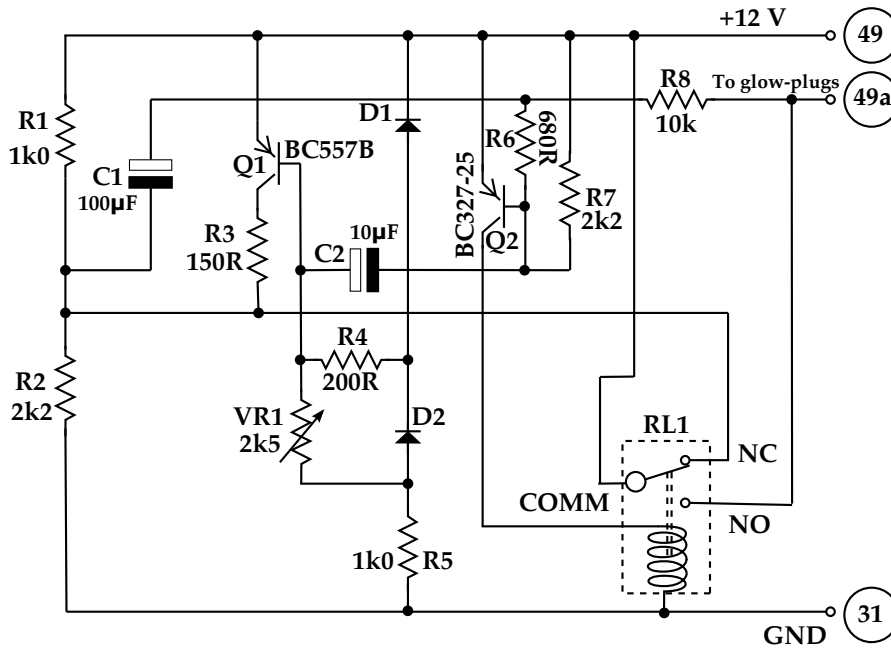 +12 V
49
To glow-plugs
49a
R8
10k
R1
1k0
C1
100μF
Q1
BC557B
D1
R6
680R
BC327-25
Q2
R7
2k2
R3
150R
C2
10μF
R4
200R
R2
2k2
VR1
2k5
D2
RL1
NC
COMM
NO
1k0
R5
31
GND